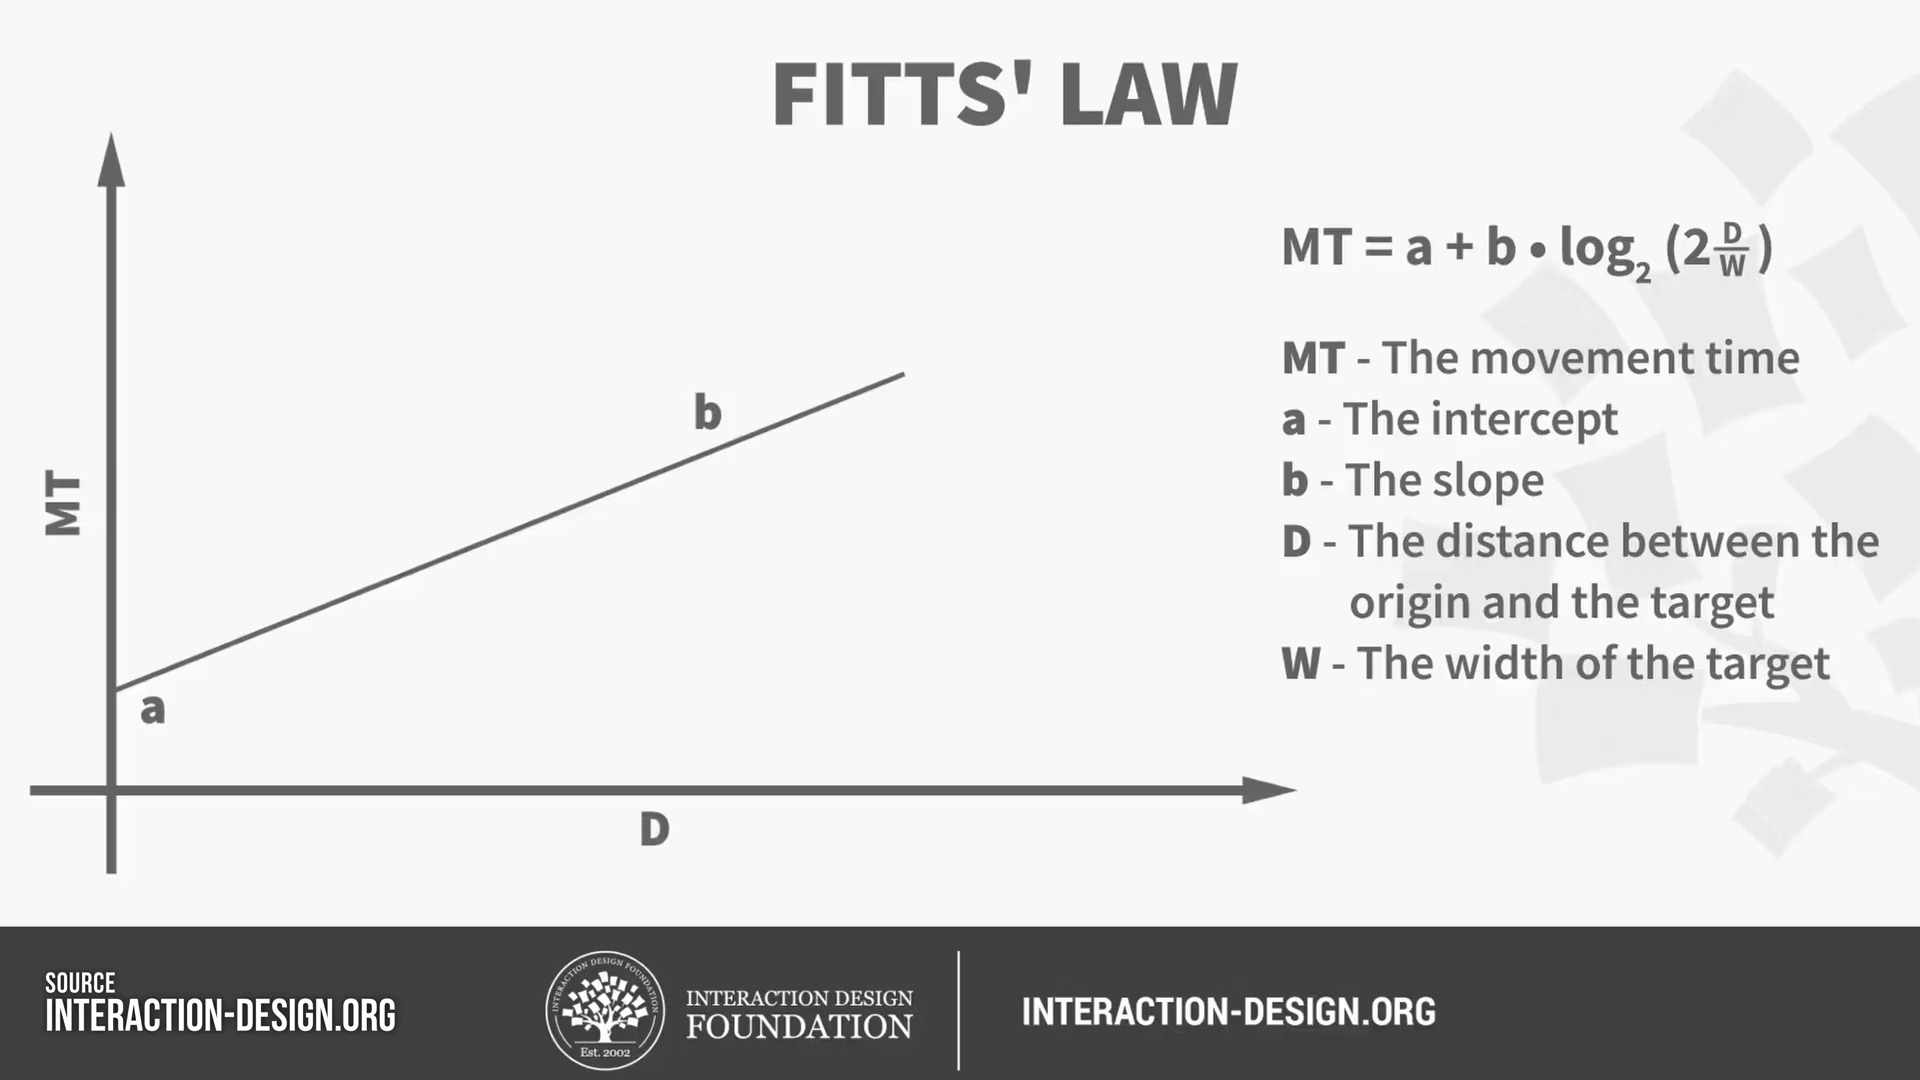 FITTS' LAW
MT = a + b • log₂ (2 D/W)
MT - The movement time
a - The intercept
b - The slope
D - The distance between the
origin and the target
W - The width of the target
MT
b
a
D
SOURCE
INTERACTION-DESIGN.ORG
INTERACTION DESIGN FOUNDATION
Est. 2002
INTERACTION DESIGN
FOUNDATION
INTERACTION-DESIGN.ORG